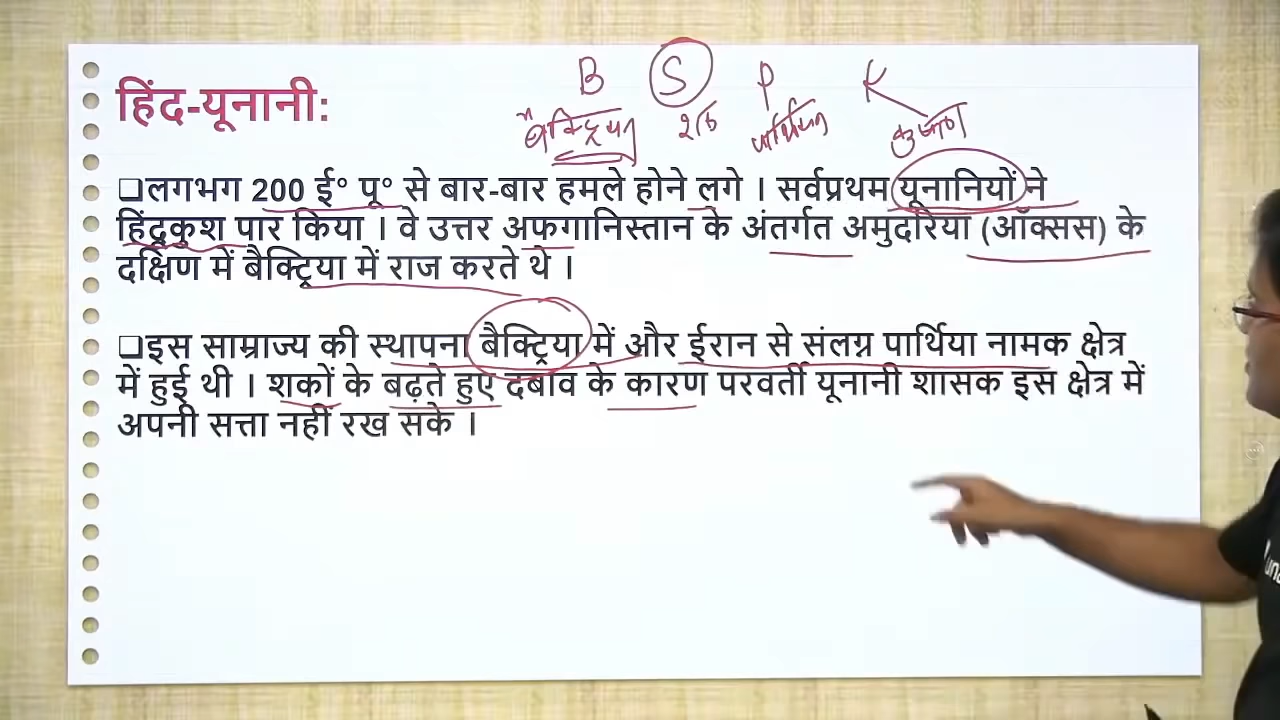 B S P K
हिंद-यूनानी:
बैक्ट्रियन शक पार्थियन कुषाण
❑लगभग 200 ई° पू° से बार-बार हमले होने लगे । सर्वप्रथम यूनानियों ने
हिंदुकुश पार किया । वे उत्तर अफगानिस्तान के अंतर्गत अमुदरिया (ऑक्सस) के
दक्षिण में बैक्ट्रिया में राज करते थे ।
❑इस साम्राज्य की स्थापना बैक्ट्रिया में और ईरान से संलग्न पार्थिया नामक क्षेत्र
में हुई थी । शकों के बढ़ते हुए दबाव के कारण परवर्ती यूनानी शासक इस क्षेत्र में
अपनी सत्ता नहीं रख सके ।